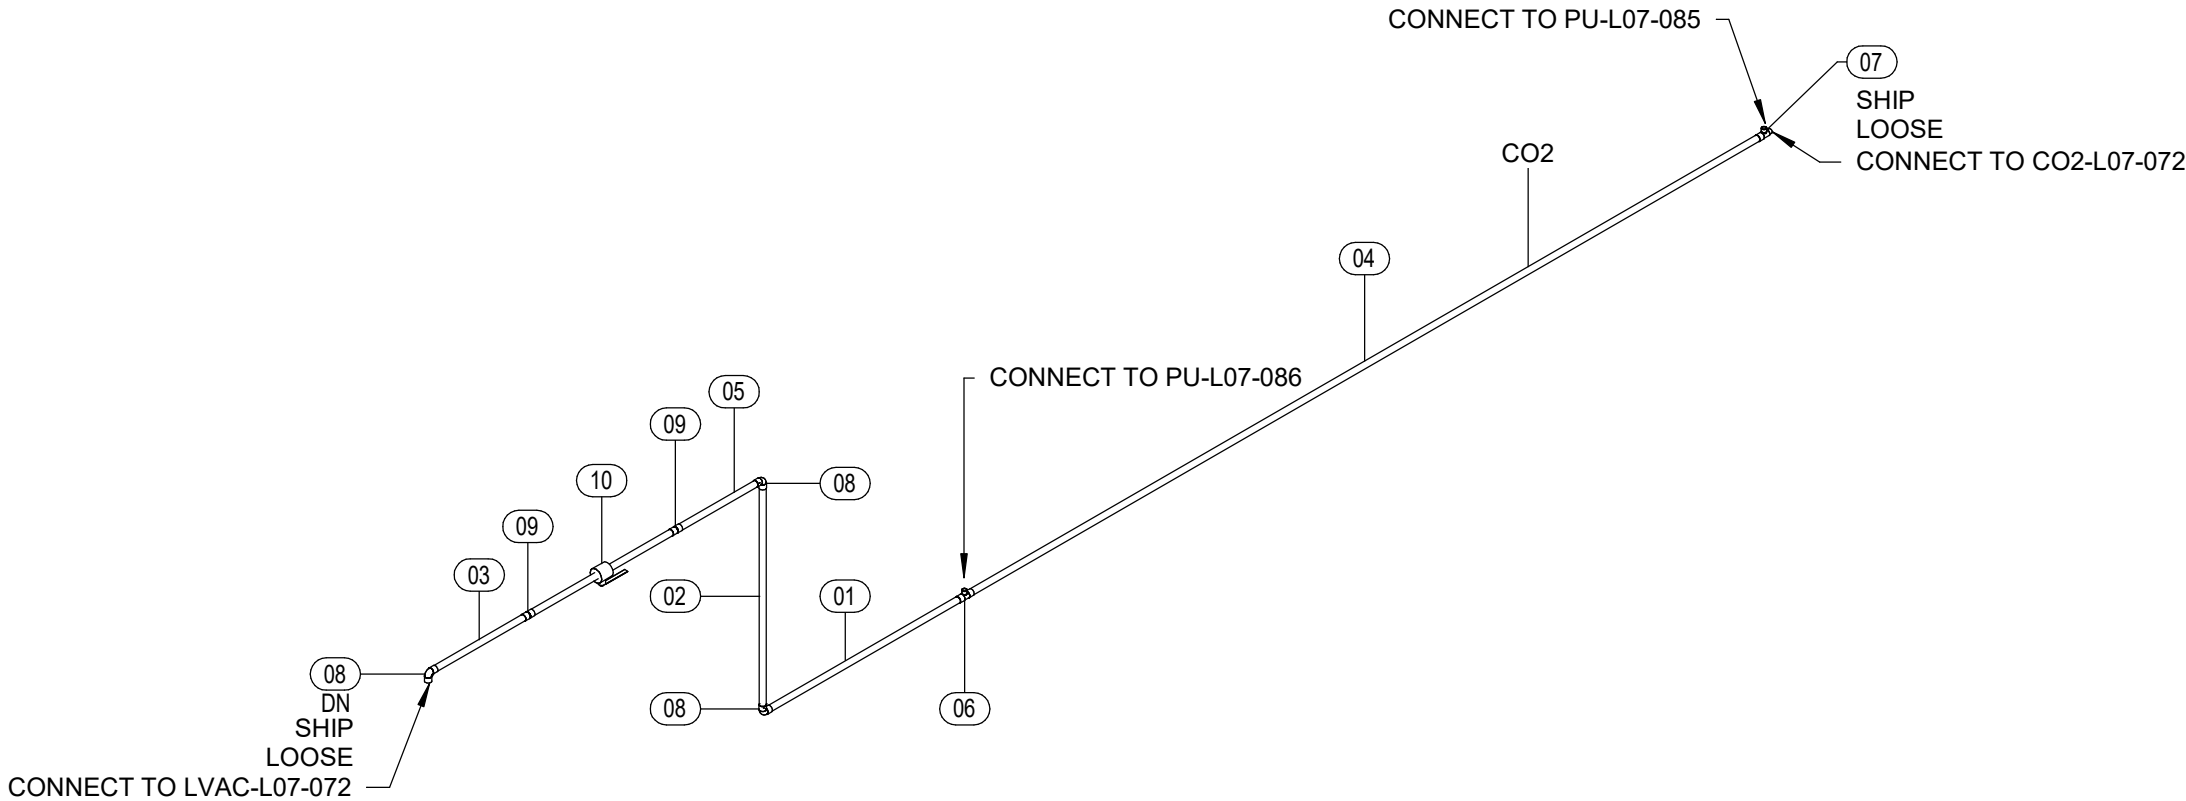 CONNECT TO PU-L07-085
07
SHIP
LOOSE
CONNECT TO CO2-L07-072
CO2
04
CONNECT TO PU-L07-086
05
09
10
08
09
03
02
01
08
DN
SHIP
LOOSE
08
06
CONNECT TO LVAC-L07-072